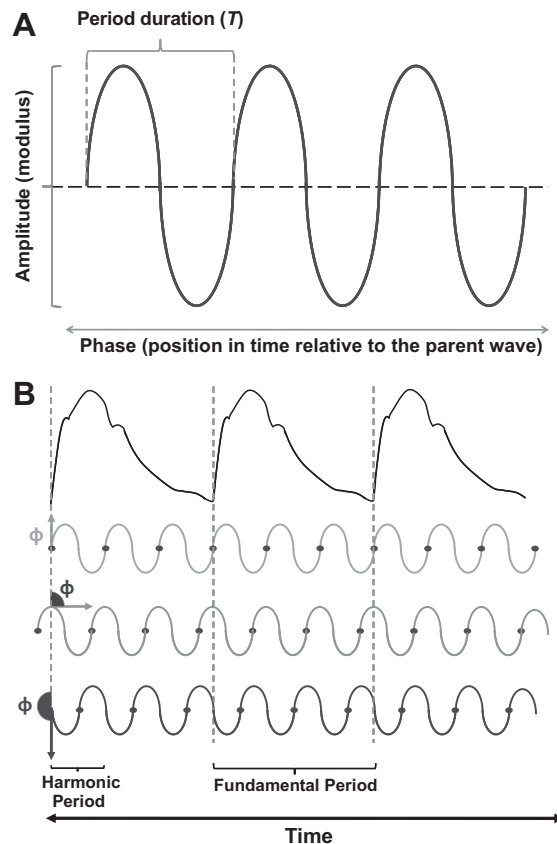 A
Period duration (T)
Amplitude (modulus)
Phase (position in time relative to the parent wave)
B
Φ
Φ
Φ
Harmonic
Period
Fundamental Period
Time